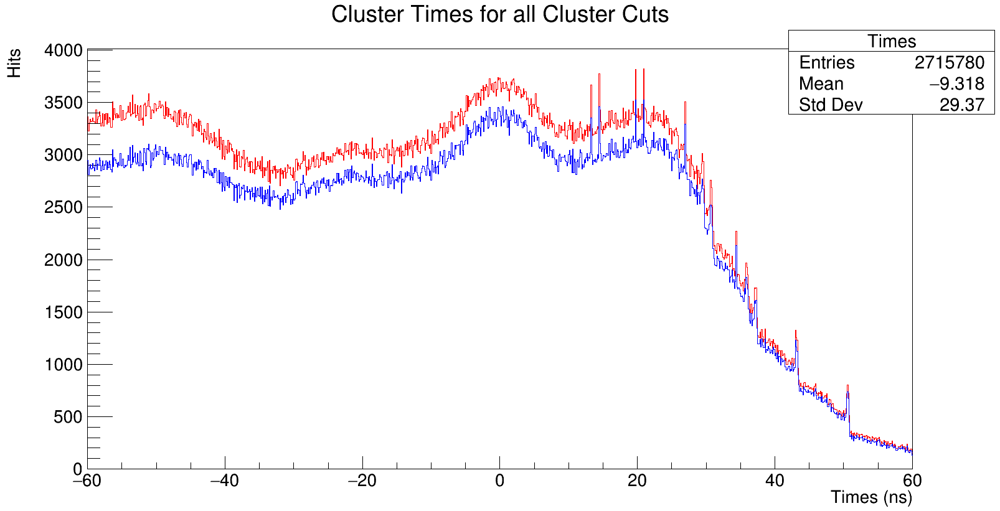 Cluster Times for all Cluster Cuts
Hits
Times
Entries 2715780
Mean −9.318
Std Dev 29.37
4000
3500
3000
2500
2000
1500
1000
500
0
−60 −40 −20 0 20 40 60
Times (ns)